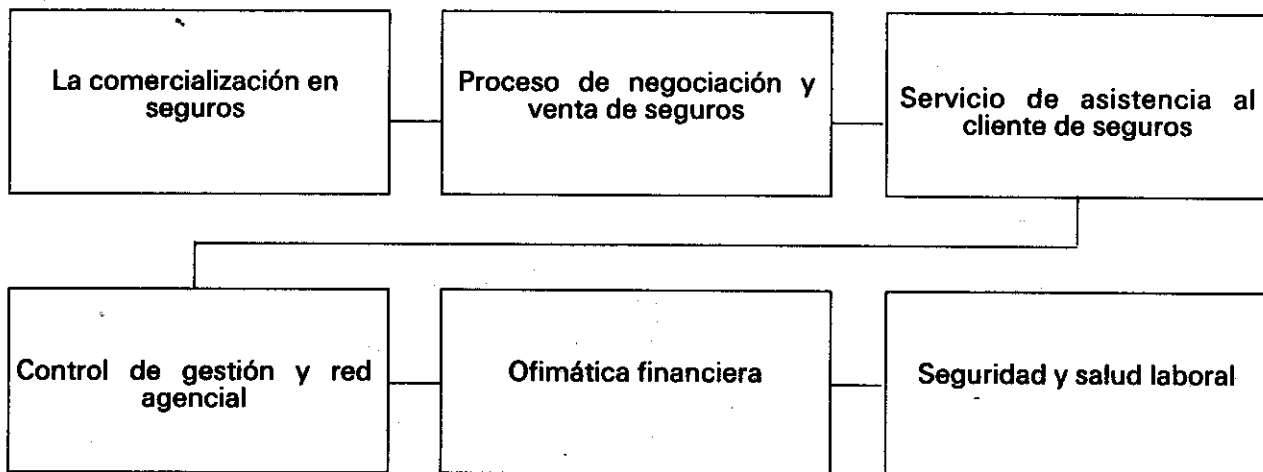 La comercialización en
seguros
Proceso de negociación y
venta de seguros
Servicio de asistencia al
cliente de seguros
Control de gestión y red
agencial
Ofimática financiera
Seguridad y salud laboral